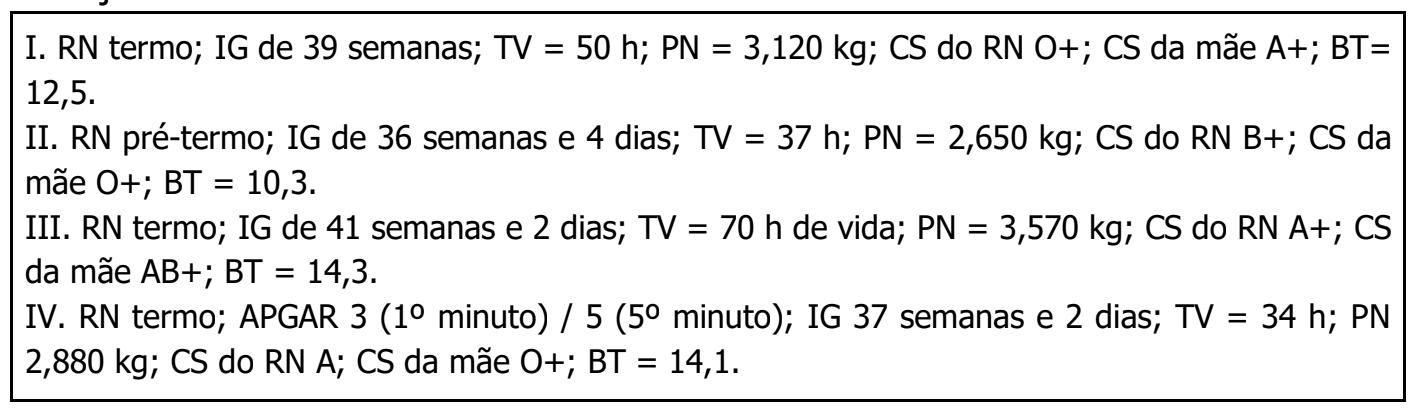 I. RN termo; IG de 39 semanas; TV = 50 h; PN = 3,120 kg; CS do RN O+; CS da mãe A+; BT=
12,5.
II. RN pré-termo; IG de 36 semanas e 4 dias; TV = 37 h; PN = 2,650 kg; CS do RN B+; CS da
mãe O+; BT = 10,3.
III. RN termo; IG de 41 semanas e 2 dias; TV = 70 h de vida; PN = 3,570 kg; CS do RN A+; CS
da mãe AB+; BT = 14,3.
IV. RN termo; APGAR 3 (1º minuto) / 5 (5º minuto); IG 37 semanas e 2 dias; TV = 34 h; PN
2,880 kg; CS do RN A; CS da mãe O+; BT = 14,1.